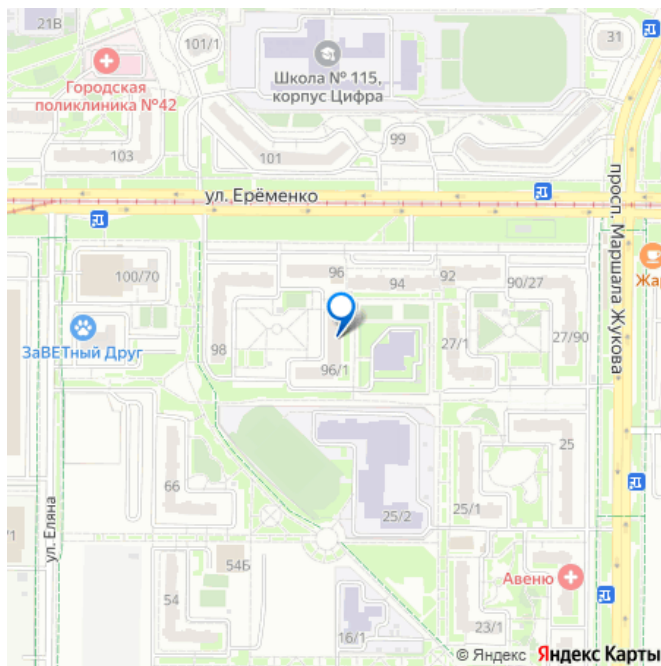 21В
101/1
31
Школа № 115,
корпус Цифра
Городская
поликлиника №42
99
103
101
просп. Маршала Жукова
ул. Ерёменко
96
94
92
90/27
100/70
Жар
ЗаВЕТный Друг
98
27/1
27/90
96/1
25
66
25/2
25/1
ул. Еляна
/1
54Б
Авеню
54
16/1
23/1
© Яндекс Яндекс Карты